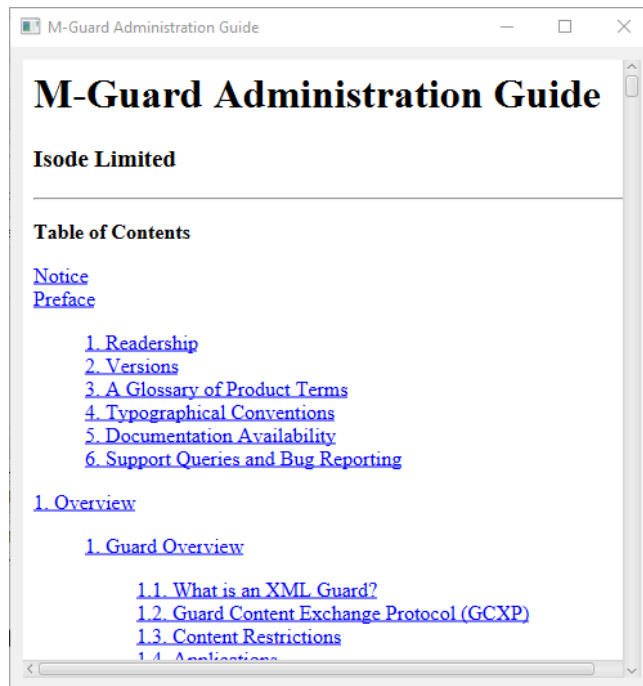 M-Guard Administration Guide
M-Guard Administration Guide
Isode Limited
Table of Contents
Notice
Preface
1. Readership
2. Versions
3. A Glossary of Product Terms
4. Typographical Conventions
5. Documentation Availability
6. Support Queries and Bug Reporting
1. Overview
1. Guard Overview
1.1. What is an XML Guard?
1.2. Guard Content Exchange Protocol (GCXP)
1.3. Content Restrictions
1.4. Applications